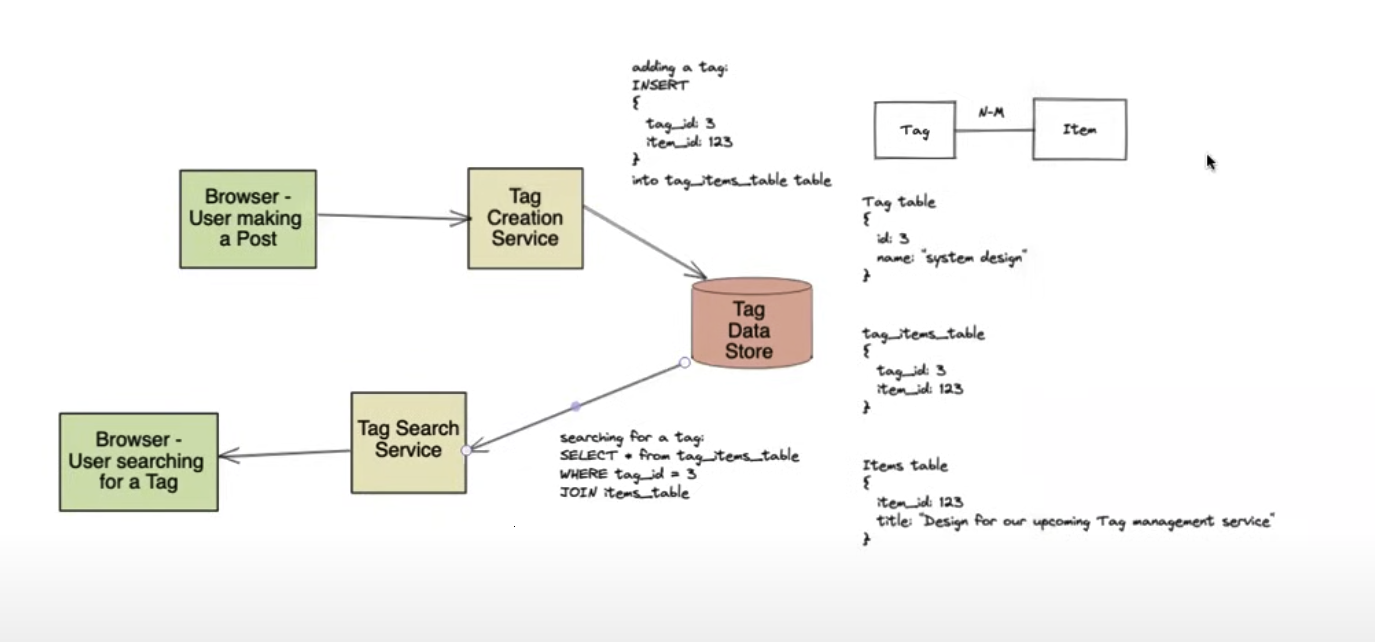 adding a tag:
INSERT
{
tag_id: 3
item_id: 123
}
into tag_items_table table
Tag
N-M
Item
Browser -
User making
a Post
Tag
Creation
Service
Tag table
{
id: 3
name: "system design"
}
Tag
Data
Store
tag_items_table
{
tag_id: 3
item_id: 123
}
Browser -
User searching
for a Tag
Tag Search
Service
searching for a tag:
SELECT * from tag_items_table
WHERE tag_id = 3
JOIN items_table
Items table
{
item_id: 123
title: "Design for our upcoming Tag management service"
}